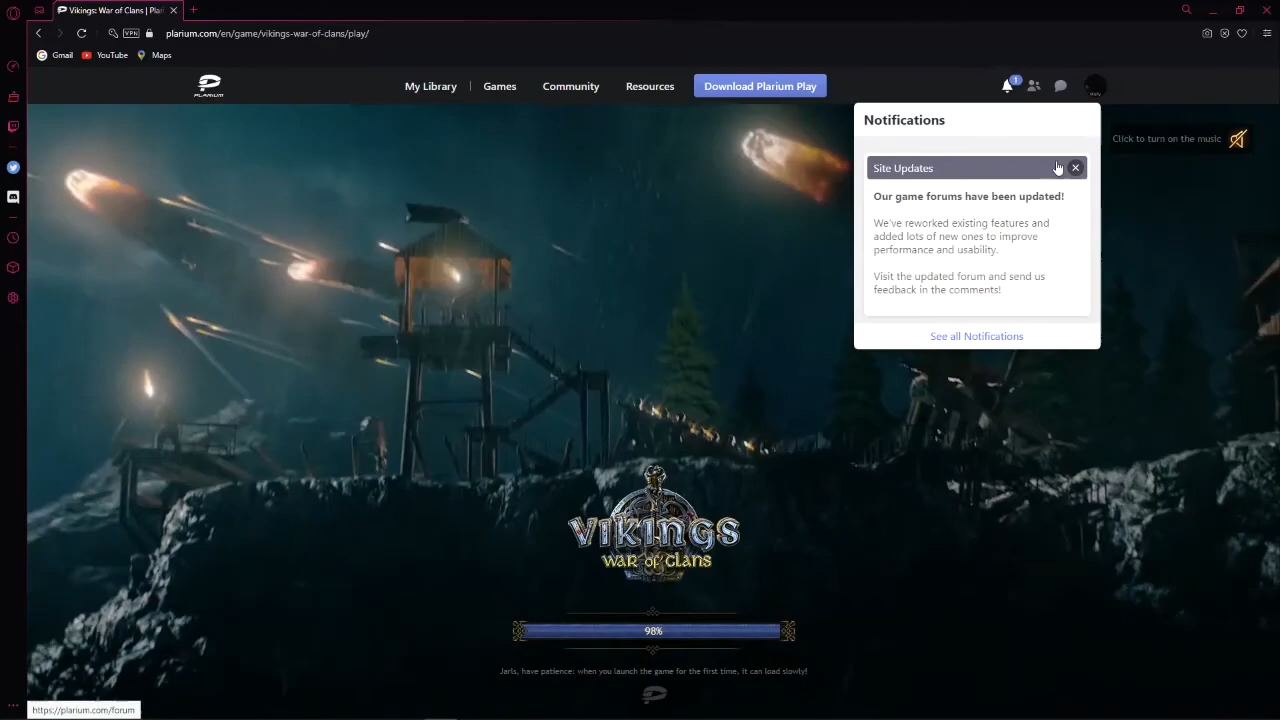 Vikings: War of Clans | Plari
VPN
plarium.com/en/game/vikings-war-of-clans/play/
Gmail YouTube Maps
PLARIUM
My Library Games Community Resources Download Plarium Play 1
Notifications
Click to turn on the music
Site Updates
Our game forums have been updated!
We've reworked existing features and
added lots of new ones to improve
performance and usability.
Visit the updated forum and send us
feedback in the comments!
See all Notifications
VIKINGS
WAR OF CLANS
98%
Jarls, have patience: when you launch the game for the first time, it can load slowly!
https://plarium.com/forum